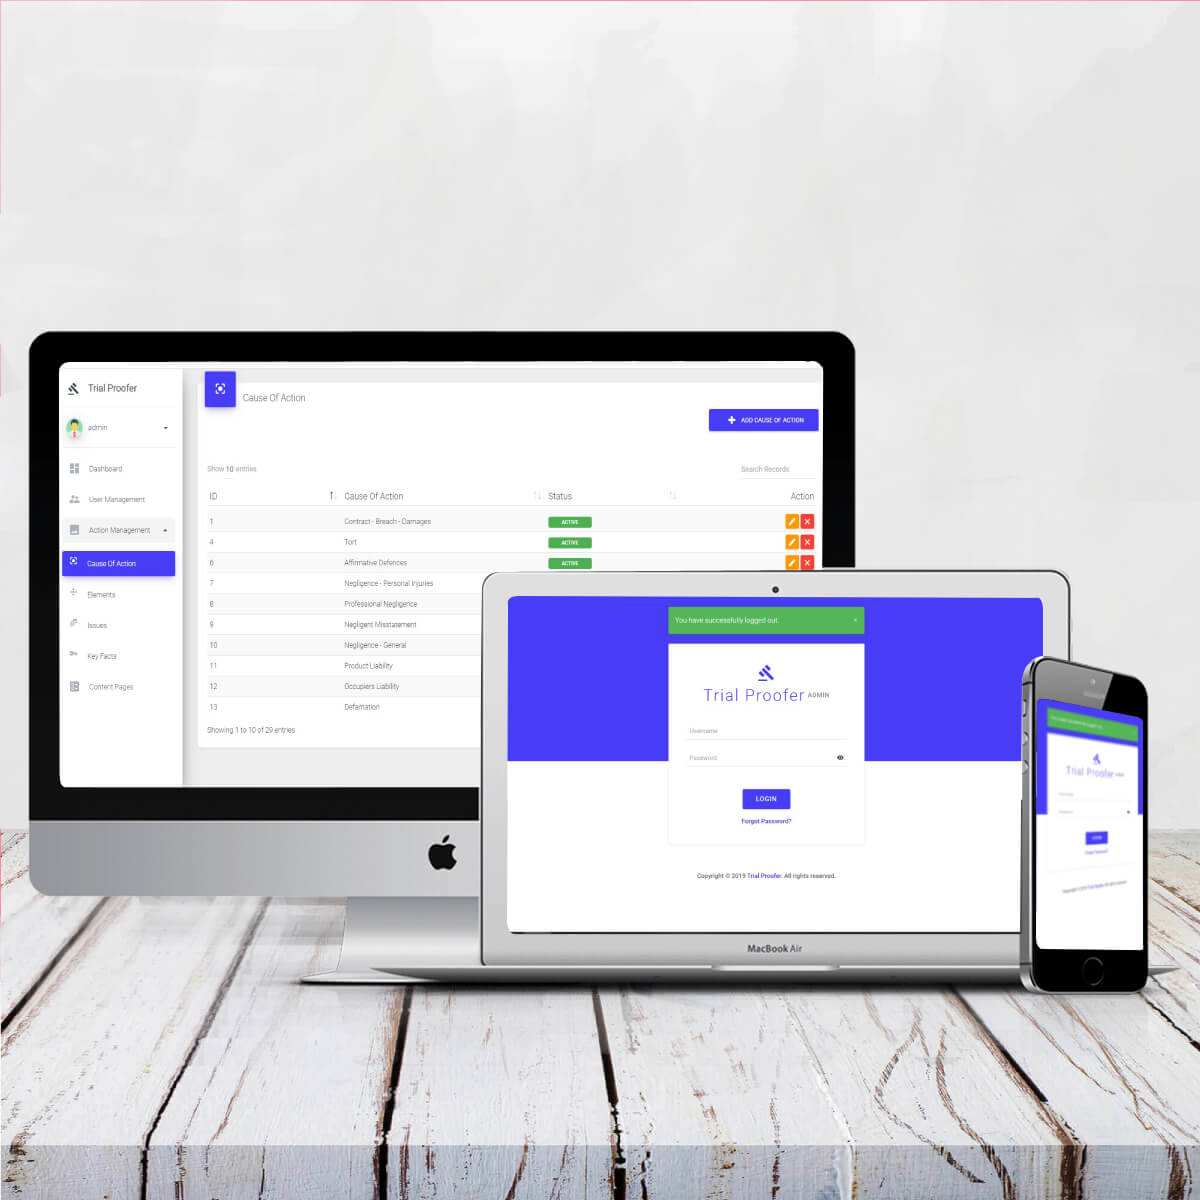 Trial Proofer
admin
Dashboard
User Management
Action Management
Cause Of Action
Elements
Issues
Key Facts
Content Pages
Cause Of Action
ADD CAUSE OF ACTION
Show 10 entries
Search Records
ID Cause Of Action Status Action
1 Contract - Breach - Damages ACTIVE
4 Tort ACTIVE
6 Affirmative Defences ACTIVE
7 Negligence - Personal Injuries
8 Professional Negligence
9 Negligent Misstatement
10 Negligence - General
11 Product Liability
12 Occupiers Liability
13 Defamation
Showing 1 to 10 of 29 entries
You have successfully logged out.
Trial Proofer ADMIN
Username
Password
LOGIN
Forgot Password?
Copyright © 2019 Trial Proofer. All rights reserved.
MacBook Air
Trial Proofer
LOGIN